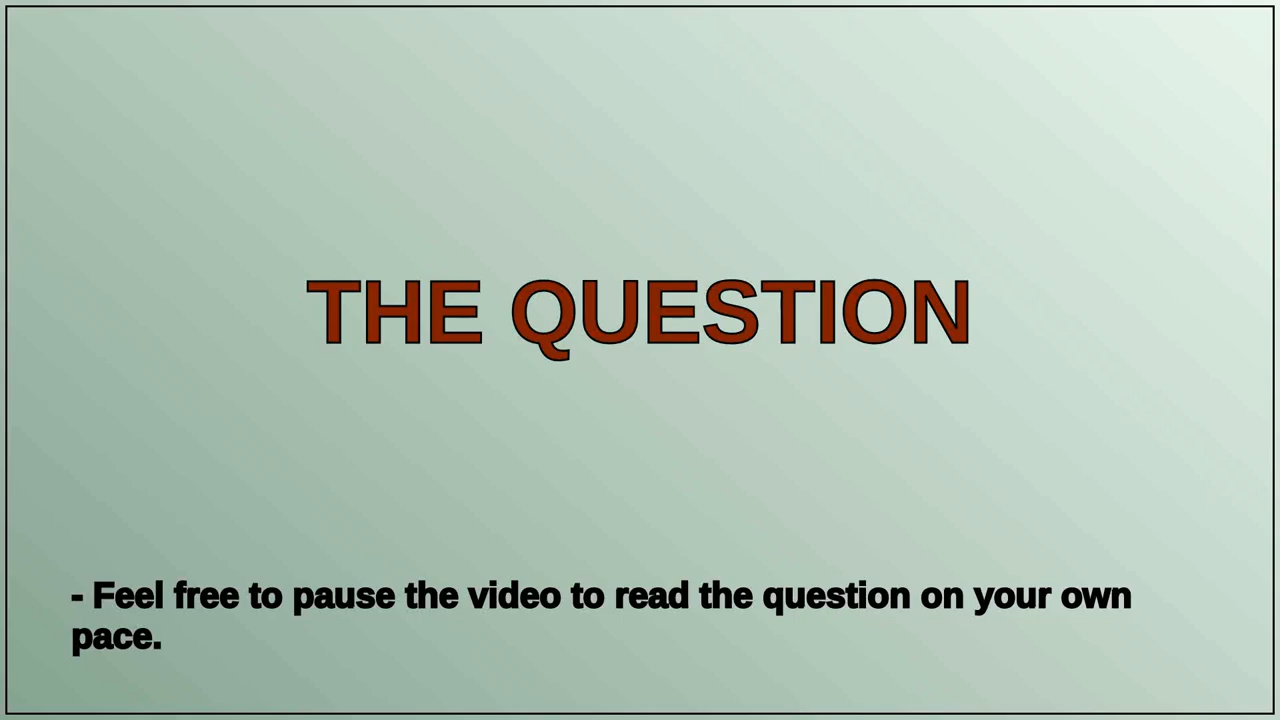 THE QUESTION
- Feel free to pause the video to read the question on your own
pace.